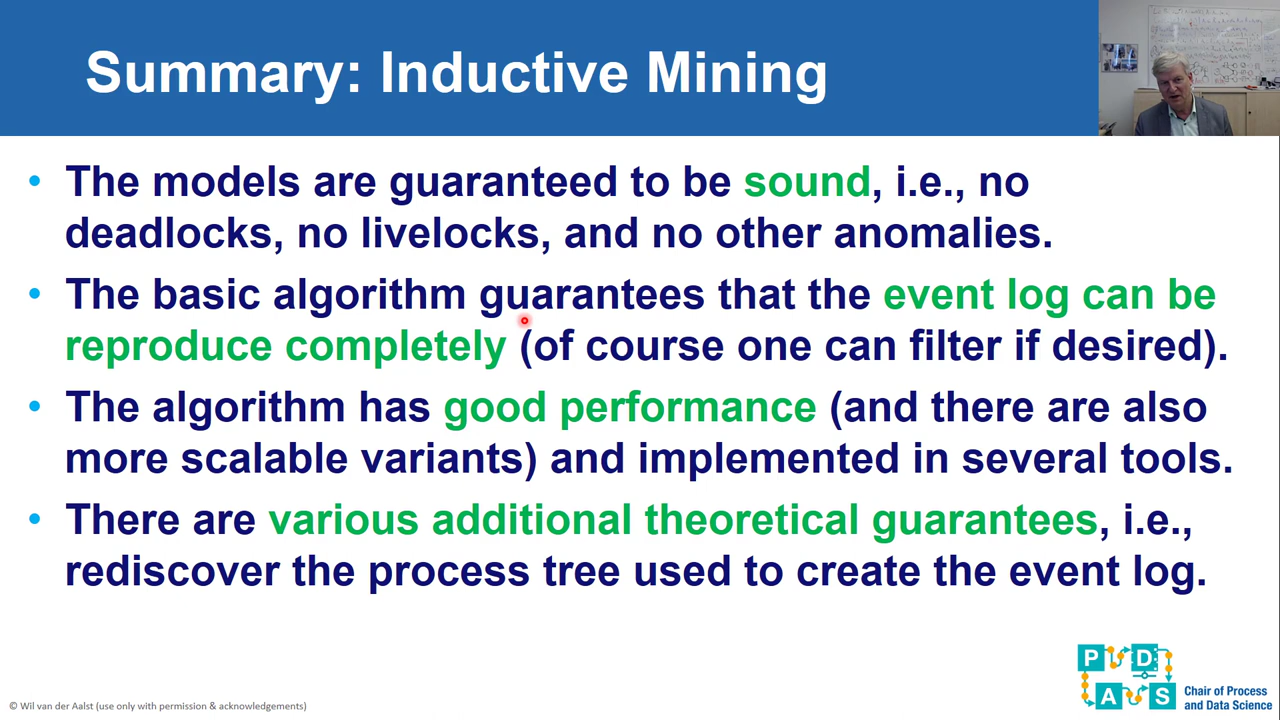 Summary: Inductive Mining
• The models are guaranteed to be sound, i.e., no
deadlocks, no livelocks, and no other anomalies.
• The basic algorithm guarantees that the event log can be
reproduce completely (of course one can filter if desired).
• The algorithm has good performance (and there are also
more scalable variants) and implemented in several tools.
• There are various additional theoretical guarantees, i.e.,
rediscover the process tree used to create the event log.
P D
A S
Chair of Process
and Data Science
© Wil van der Aalst (use only with permission & acknowledgements)